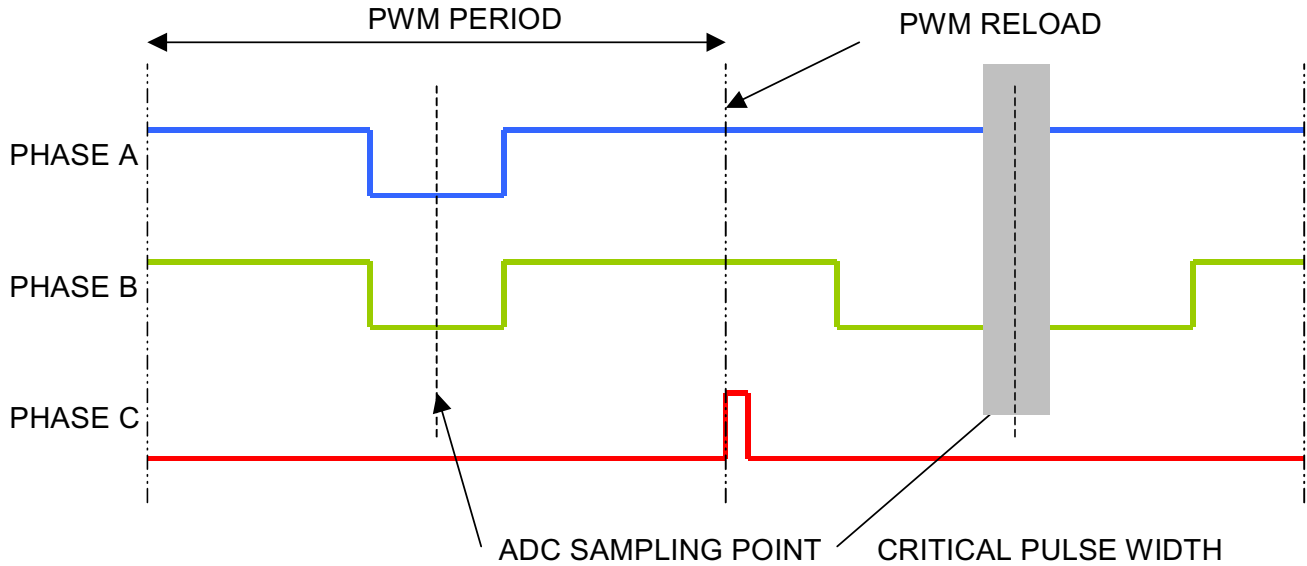 PWM PERIOD
PWM RELOAD
PHASE A
PHASE B
PHASE C
ADC SAMPLING POINT
CRITICAL PULSE WIDTH